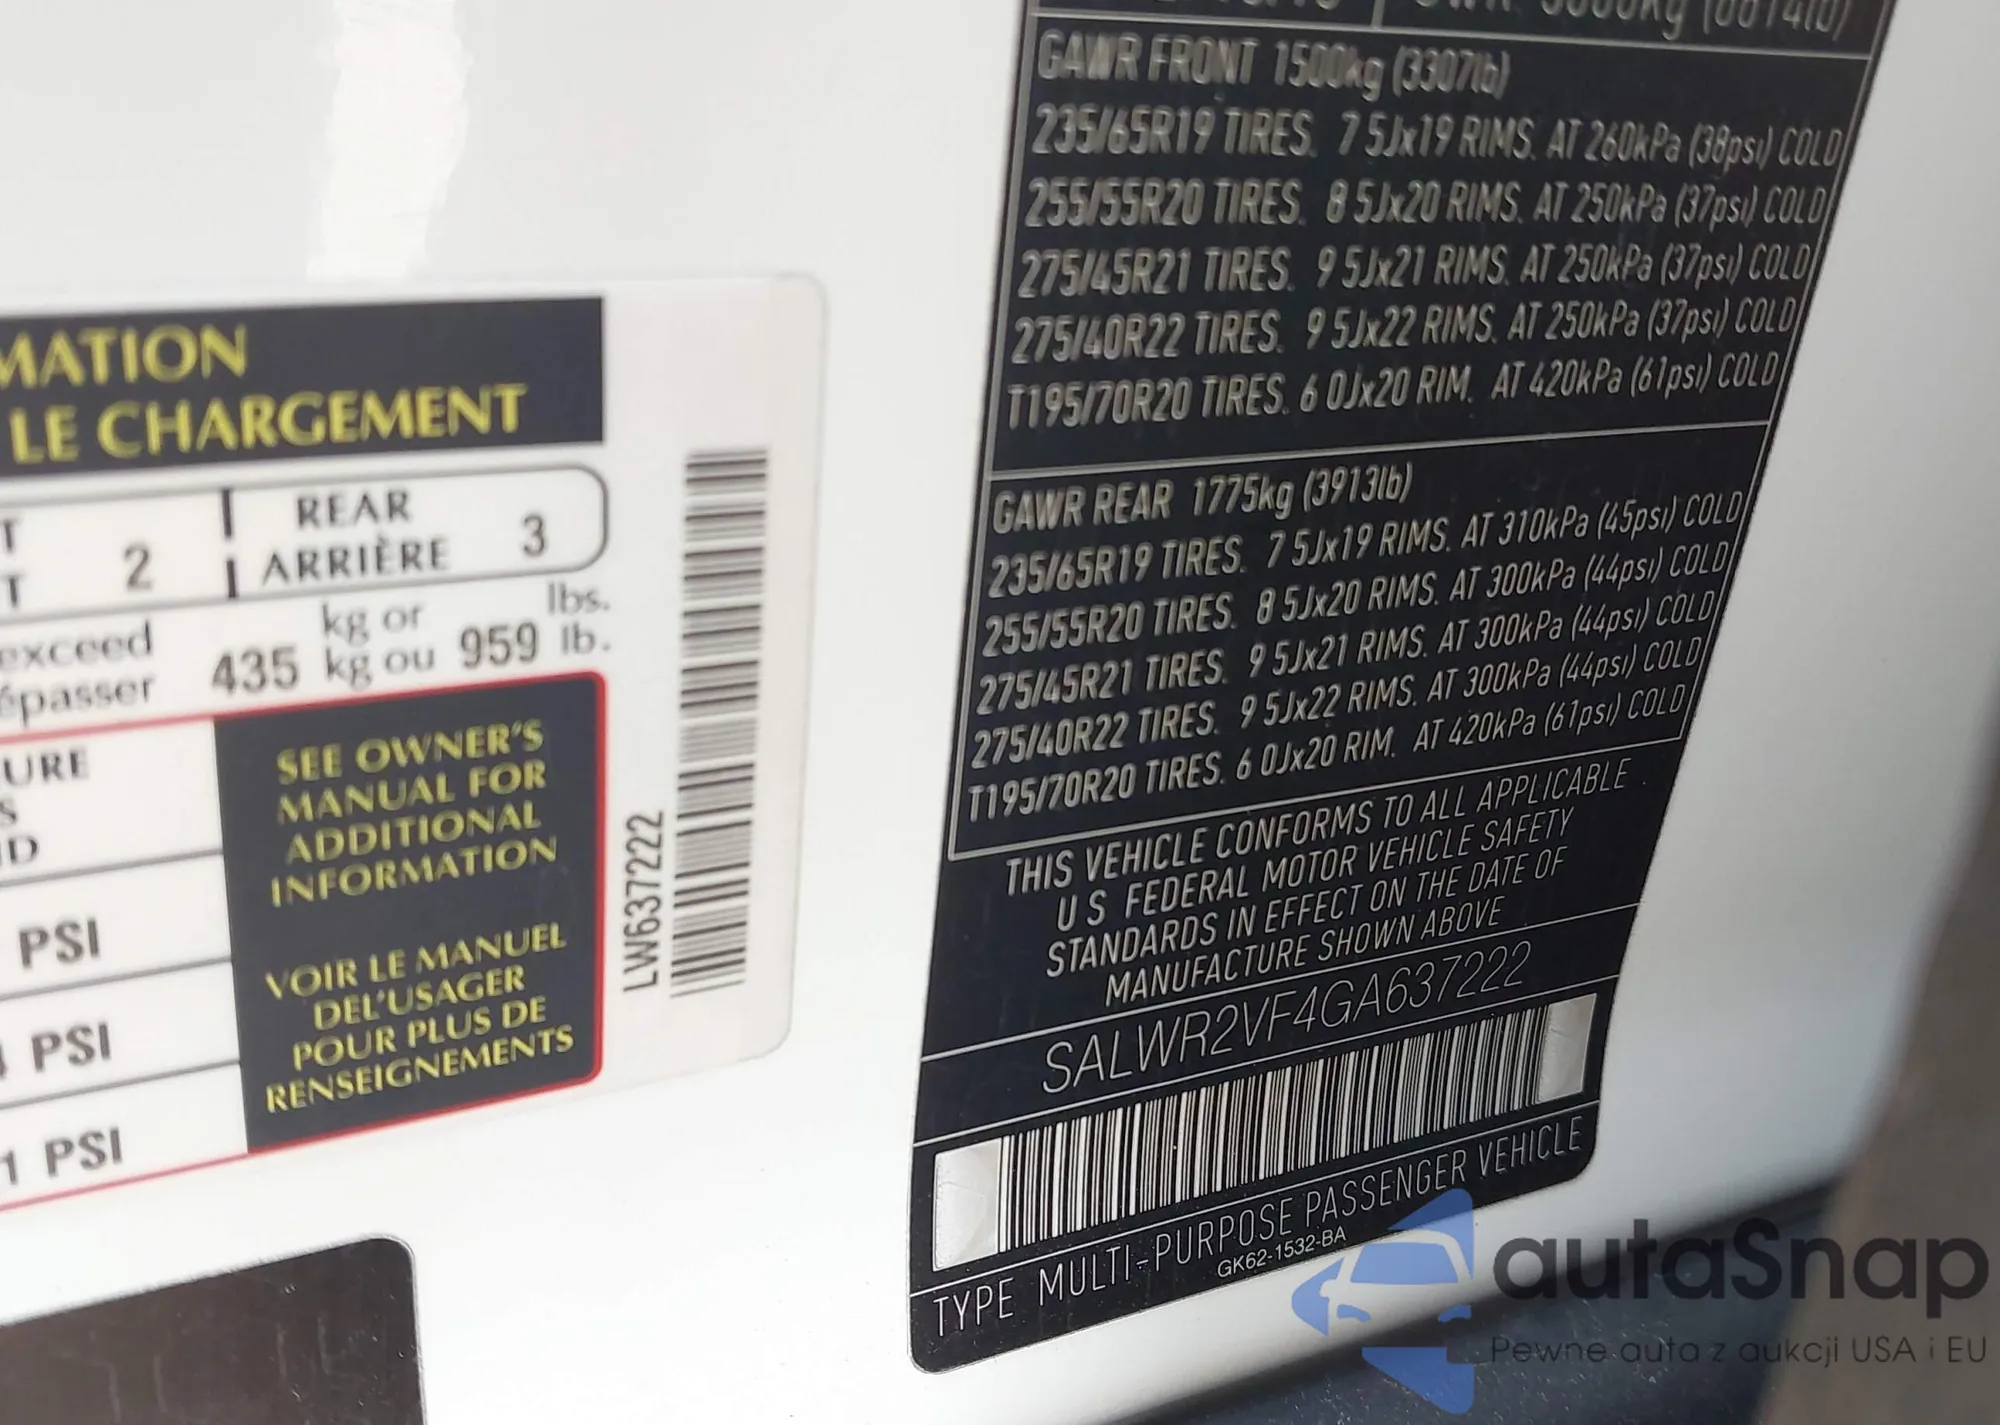 MATION
LE CHARGEMENT
T 2 REAR 3
T ARRIÈRE
exceed 435 kg or 959 lbs.
épasser kg ou lb.
URE
S
D
SEE OWNER'S
MANUAL FOR
ADDITIONAL
INFORMATION
VOIR LE MANUEL
DEL'USAGER
POUR PLUS DE
RENSEIGNEMENTS
PSI
PSI
1 PSI
LW637222
GAWR FRONT 1500kg (3307lb)
235/65R19 TIRES. 7 5Jx19 RIMS. AT 260kPa (38psi) COLD
255/55R20 TIRES. 8 5Jx20 RIMS. AT 250kPa (37psi) COLD
275/45R21 TIRES. 9 5Jx21 RIMS. AT 250kPa (37psi) COLD
275/40R22 TIRES. 9 5Jx22 RIMS. AT 250kPa (37psi) COLD
T195/70R20 TIRES. 6 0Jx20 RIM. AT 420kPa (61psi) COLD
GAWR REAR 1775kg (3913lb)
235/65R19 TIRES. 7 5Jx19 RIMS. AT 310kPa (45psi) COLD
255/55R20 TIRES. 8 5Jx20 RIMS. AT 300kPa (44psi) COLD
275/45R21 TIRES. 9 5Jx21 RIMS. AT 300kPa (44psi) COLD
275/40R22 TIRES. 9 5Jx22 RIMS. AT 300kPa (44psi) COLD
T195/70R20 TIRES. 6 0Jx20 RIM. AT 420kPa (61psi) COLD
THIS VEHICLE CONFORMS TO ALL APPLICABLE
U S FEDERAL MOTOR VEHICLE SAFETY
STANDARDS IN EFFECT ON THE DATE OF
MANUFACTURE SHOWN ABOVE
SALWR2VF4GA637222
TYPE MULTI-PURPOSE PASSENGER VEHICLE
GK62-1532-BA
autaSnap
Pewne auta z aukcji USA i EU